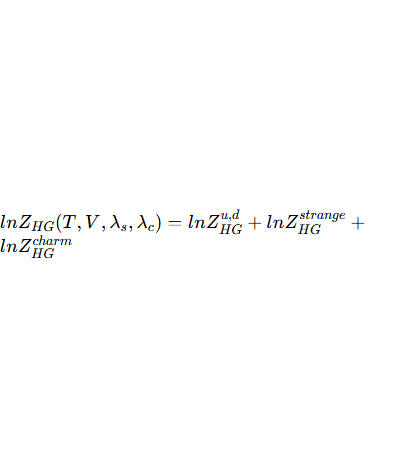 lnZ_{HG}(T, V, λ_s, λ_c) = lnZ_{HG}^{u,d} + lnZ_{HG}^{strange} +
lnZ_{HG}^{charm}